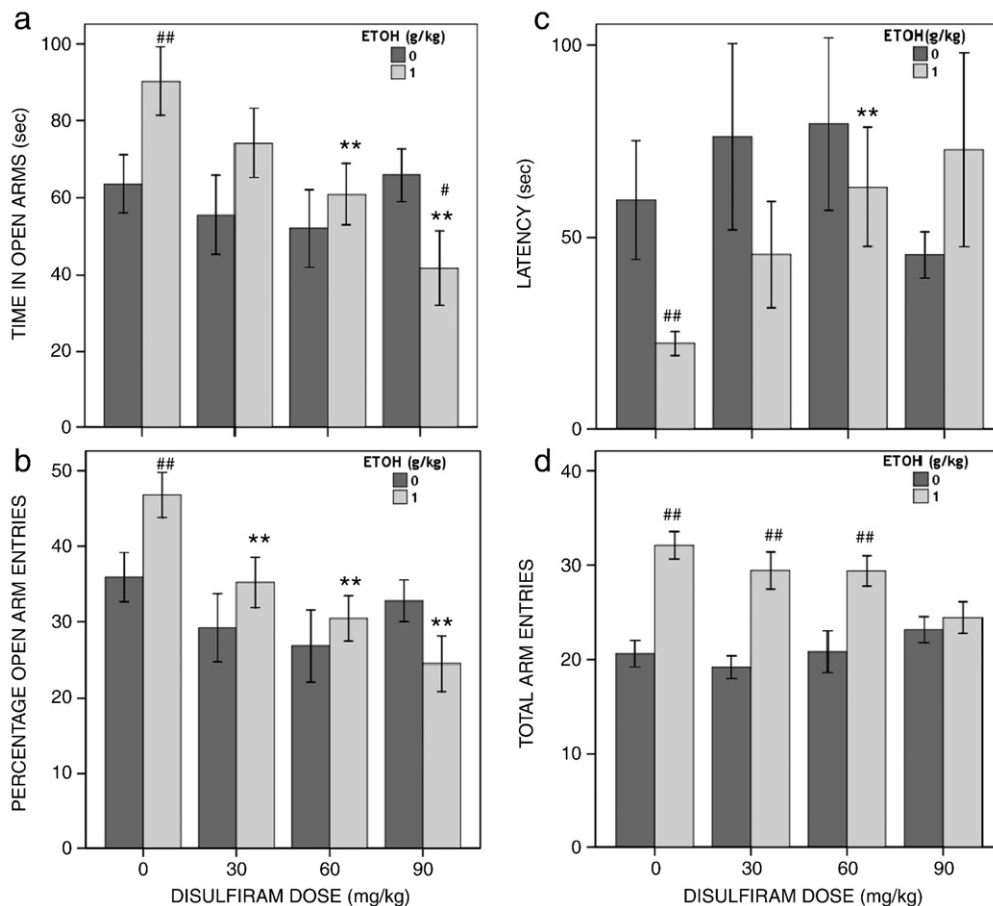 a
TIME IN OPEN ARMS (sec)
100
80
60
40
20
0
ETOH (g/kg)
0
1
##
**
#
**
c
LATENCY (sec)
100
50
0
ETOH(g/kg)
0
1
##
**
b
PERCENTAGE OPEN ARM ENTRIES
50
40
30
20
10
0
ETOH (g/kg)
0
1
##
**
**
**
0 30 60 90
DISULFIRAM DOSE (mg/kg)
d
TOTAL ARM ENTRIES
40
30
20
10
0
ETOH (g/kg)
0
1
##
##
##
0 30 60 90
DISULFIRAM DOSE (mg/kg)